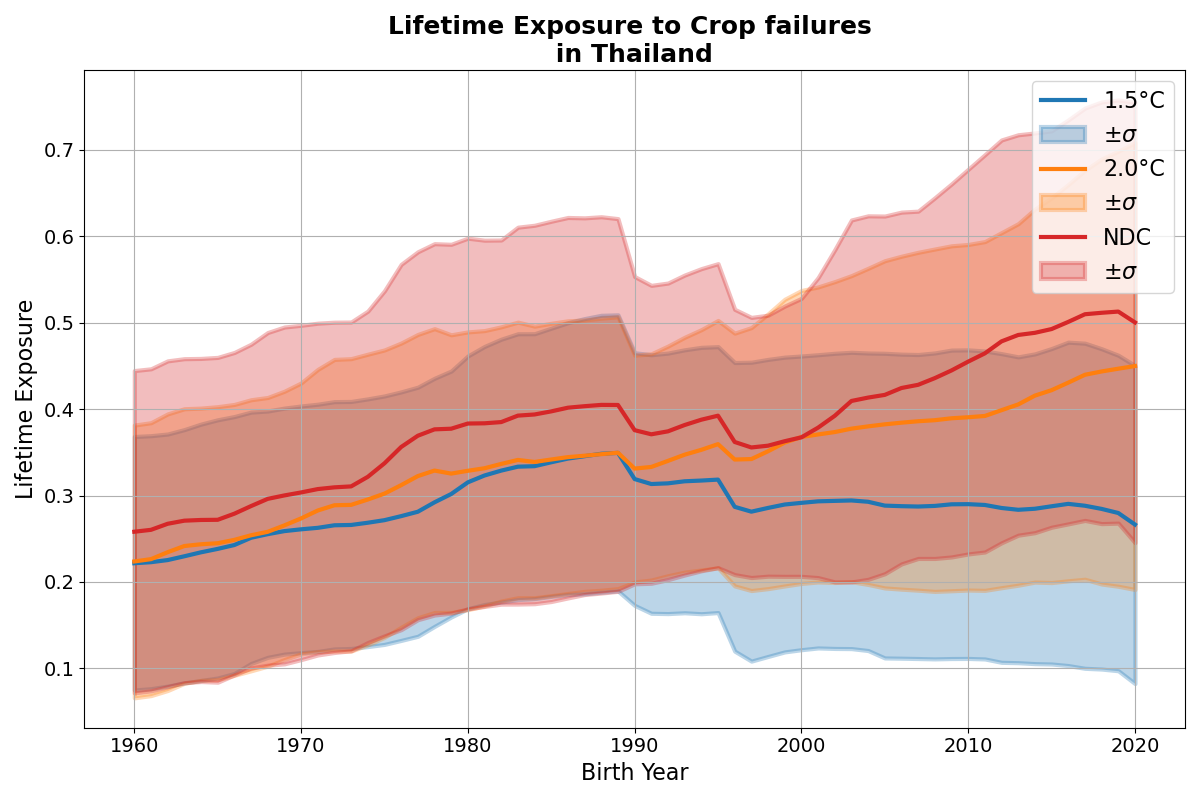 Lifetime Exposure to Crop failures
in Thailand
1.5°C
±σ
2.0°C
±σ
NDC
±σ
Lifetime Exposure
0.7
0.6
0.5
0.4
0.3
0.2
0.1
1960 1970 1980 1990 2000 2010 2020
Birth Year